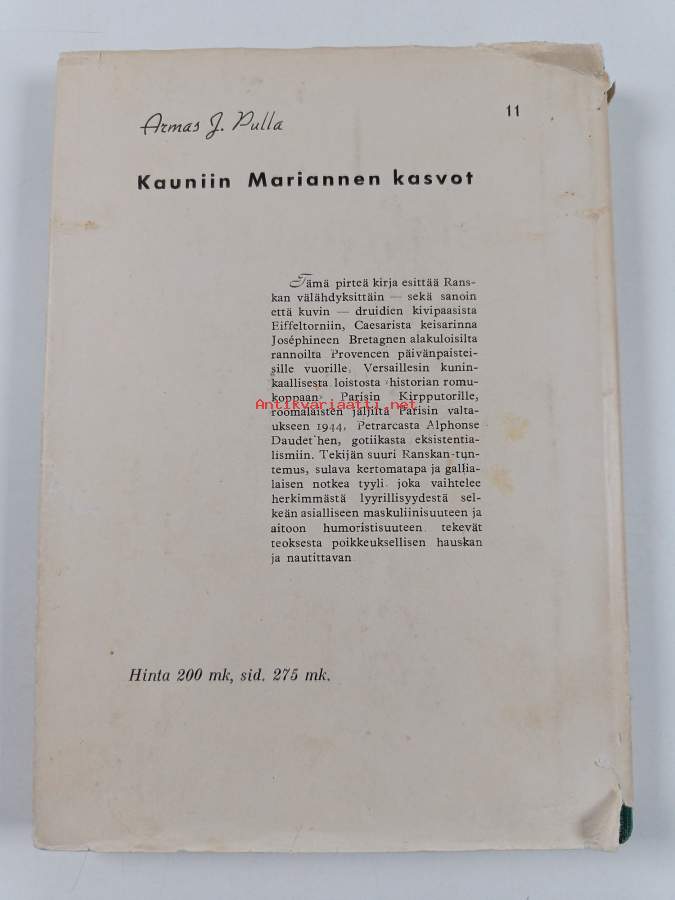 Armas J. Pulla
11
Kauniin Mariannen kasvot
Tämä pirteä kirja esittää Rans-
kan välähdyksittäin — sekä sanoin
että kuvin — druidien kivipaasista
Eiffeltorniin, Caesarista keisarinna
Joséphineen Bretagnen alakuloisilta
rannoilta Provencen päivänpaistei-
sille vuorille, Versaillesin kunin-
kaallisesta loistosta »historian romu-
koppaan» Parisin Kirpputorille,
Antikvariaatti.net
roomalaisten jäljiltä Parisin valta-
ukseen 1944, Petrarcasta Alphonse
Daudet'hen, gotiikasta eksistentia-
lismiin. Tekijän suuri Ranskan-tun-
temus, sulava kertomatapa ja gallia-
laisen notkea tyyli joka vaihtelee
herkimmästä lyyrillisyydestä sel-
keän asialliseen maskuliinisuuteen ja
aitoon humoristisuuteen tekevät
teoksesta poikkeuksellisen hauskan
ja nautittavan
Hinta 200 mk, sid. 275 mk.